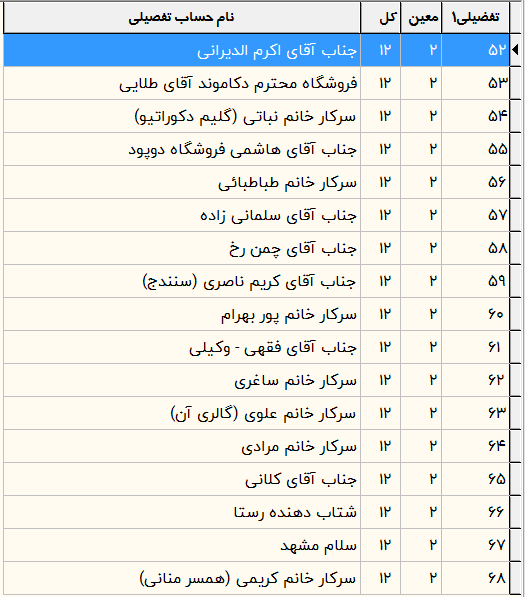 تفضیلی۱ معین کل نام حساب تفصیلی
۵۲ ۲ ۱۲ جناب آقای اکرم الدیرانی
۵۳ ۲ ۱۲ فروشگاه محترم دکاموند آقای طلایی
۵۴ ۲ ۱۲ سرکار خانم نباتی (گلیم دکوراتیو)
۵۵ ۲ ۱۲ جناب آقای هاشمی فروشگاه دوپود
۵۶ ۲ ۱۲ سرکار خانم طباطبائی
۵۷ ۲ ۱۲ جناب آقای سلمانی زاده
۵۸ ۲ ۱۲ جناب آقای چمن رخ
۵۹ ۲ ۱۲ جناب آقای کریم ناصری (سنندج)
۶۰ ۲ ۱۲ سرکار خانم پور بهرام
۶۱ ۲ ۱۲ جناب آقای فقهی - وکیلی
۶۲ ۲ ۱۲ سرکار خانم ساغری
۶۳ ۲ ۱۲ سرکار خانم علوی (گالری آن)
۶۴ ۲ ۱۲ سرکار خانم مرادی
۶۵ ۲ ۱۲ جناب آقای کلانی
۶۶ ۲ ۱۲ شتاب دهنده رستا
۶۷ ۲ ۱۲ سلام مشهد
۶۸ ۲ ۱۲ سرکار خانم کریمی (همسر منانی)